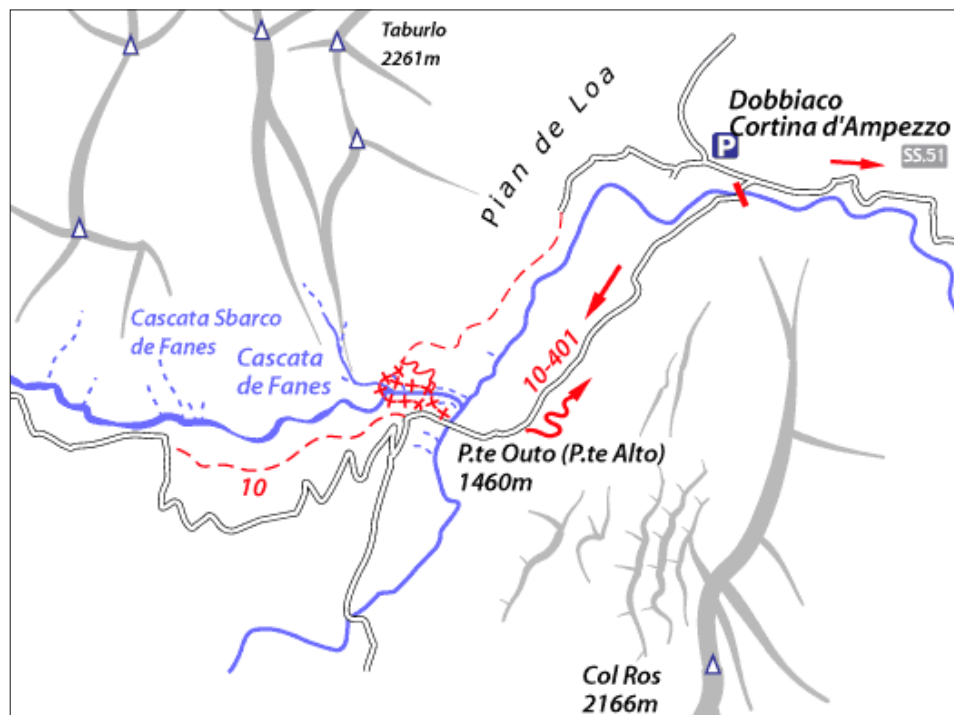 Taburlo
2261m
Pian de Loa
Dobbiaco
Cortina d'Ampezzo
P
SS.51
Cascata Sbarco
de Fanes
Cascata
de Fanes
10-401
P.te Outo (P.te Alto)
1460m
10
Col Ros
2166m